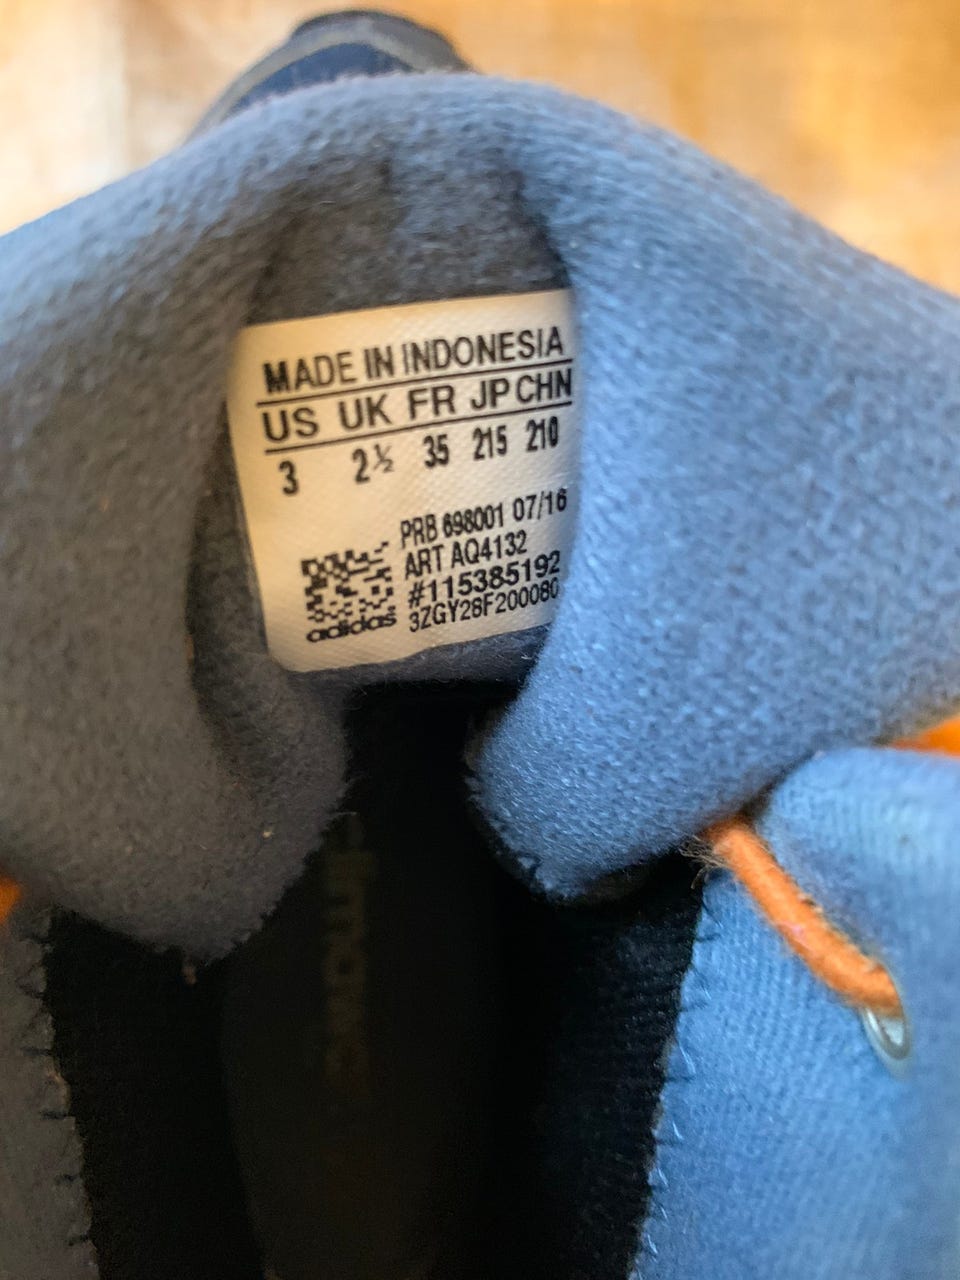 MADE IN INDONESIA
US UK FR JP CHN
3 2½ 35 215 210
PRB 698001 07/16
ART AQ4132
#115385192
3ZGY28F200080
adidas